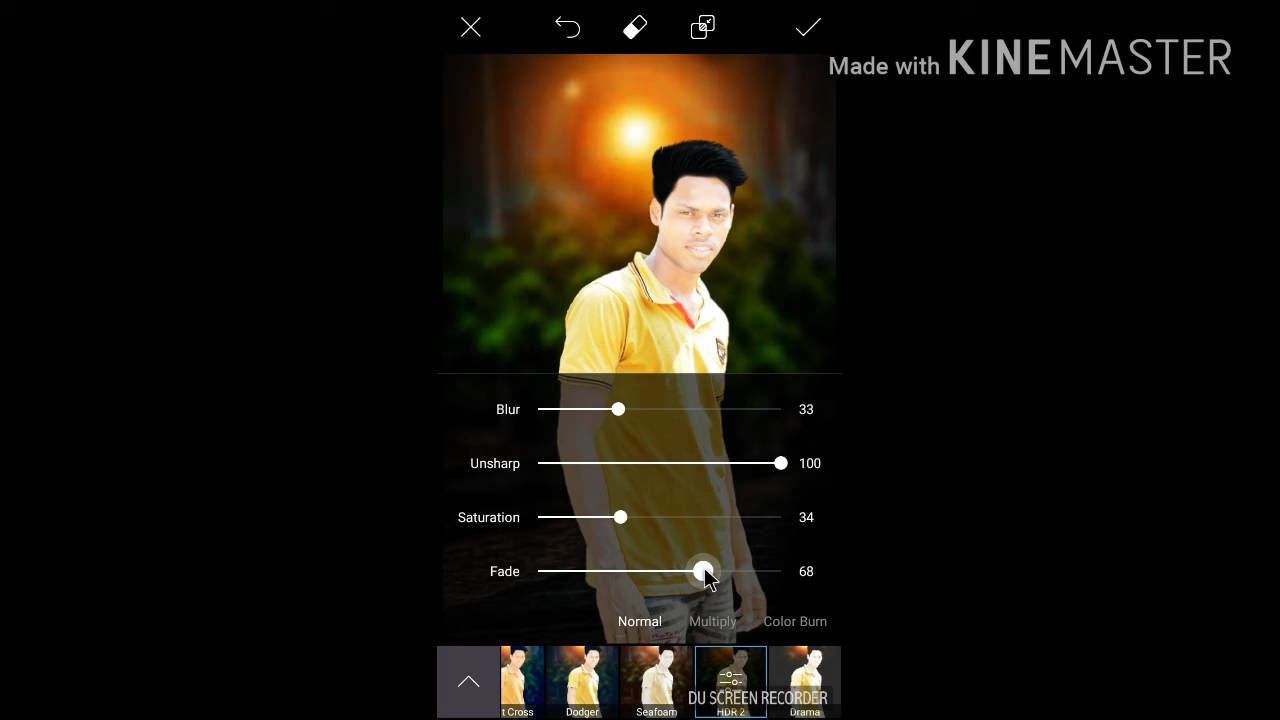 Made with KINEMASTER
Blur 33
Unsharp 100
Saturation 34
Fade 68
Normal Multiply Color Burn
t Cross Dodger Seafoam HDR 2 Drama
DU SCREEN RECORDER